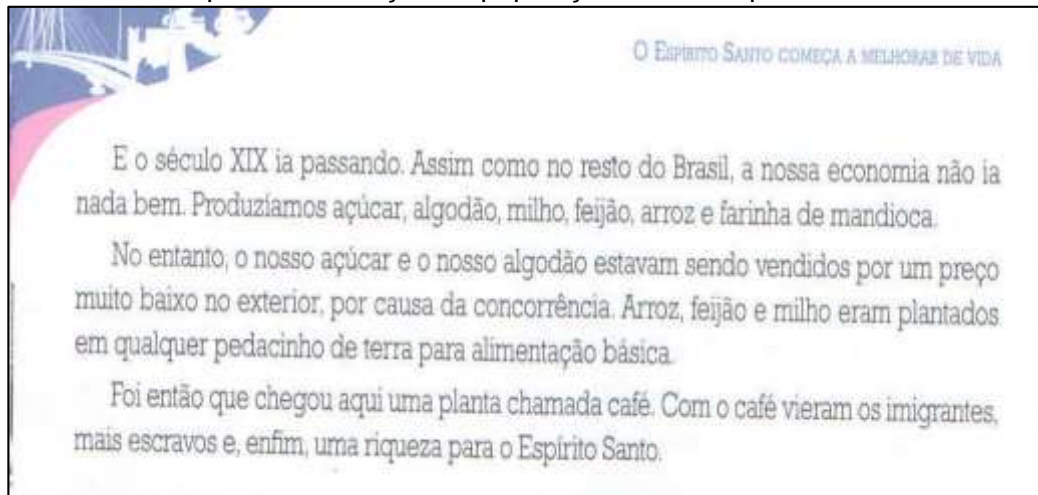 O Espírito Santo começa a melhorar de vida
E o século XIX ia passando. Assim como no resto do Brasil, a nossa economia não ia
nada bem. Produzíamos açúcar, algodão, milho, feijão, arroz e farinha de mandioca.
No entanto, o nosso açúcar e o nosso algodão estavam sendo vendidos por um preço
muito baixo no exterior, por causa da concorrência. Arroz, feijão e milho eram plantados
em qualquer pedacinho de terra para alimentação básica.
Foi então que chegou aqui uma planta chamada café. Com o café vieram os imigrantes,
mais escravos e, enfim, uma riqueza para o Espírito Santo.